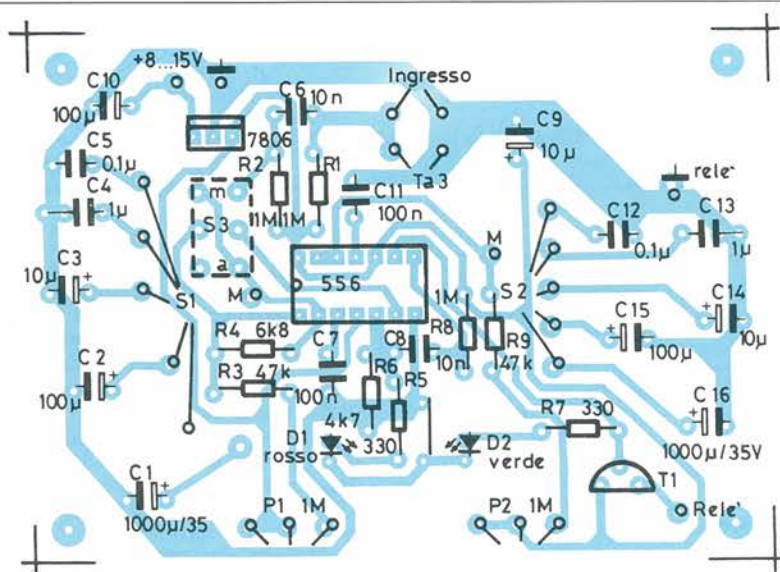 +8...15V
C10
100µ
C6
10n
Ingresso
7806
Ta3
C9
10µ
C5
0.1µ
R2
R1
C4
1µ
m
S3
a
1M
1M
C11
100n
rele'
C12
0.1µ
C13
1µ
M
C3
10µ
S1
M
556
1M
S2
C14
10µ
C15
100µ
R4
6k8
C7
C8
R8
R9
47k
10n
R3
47k
100n
R6
R5
C2
100µ
4k7
330
C16
1000µ/35V
R7
330
D1
rosso
D2
verde
T1
C1
1000µ/35
P1
1M
P2
1M
Rele'